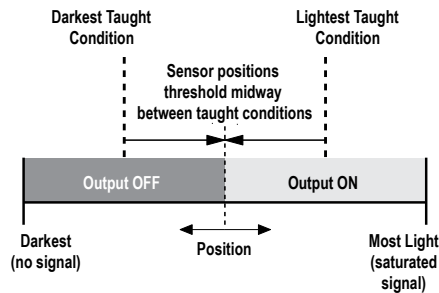 Darkest Taught
Condition
Lightest Taught
Condition
Sensor positions
threshold midway
between taught conditions
Output OFF
Output ON
Darkest
(no signal)
Position
Most Light
(saturated
signal)